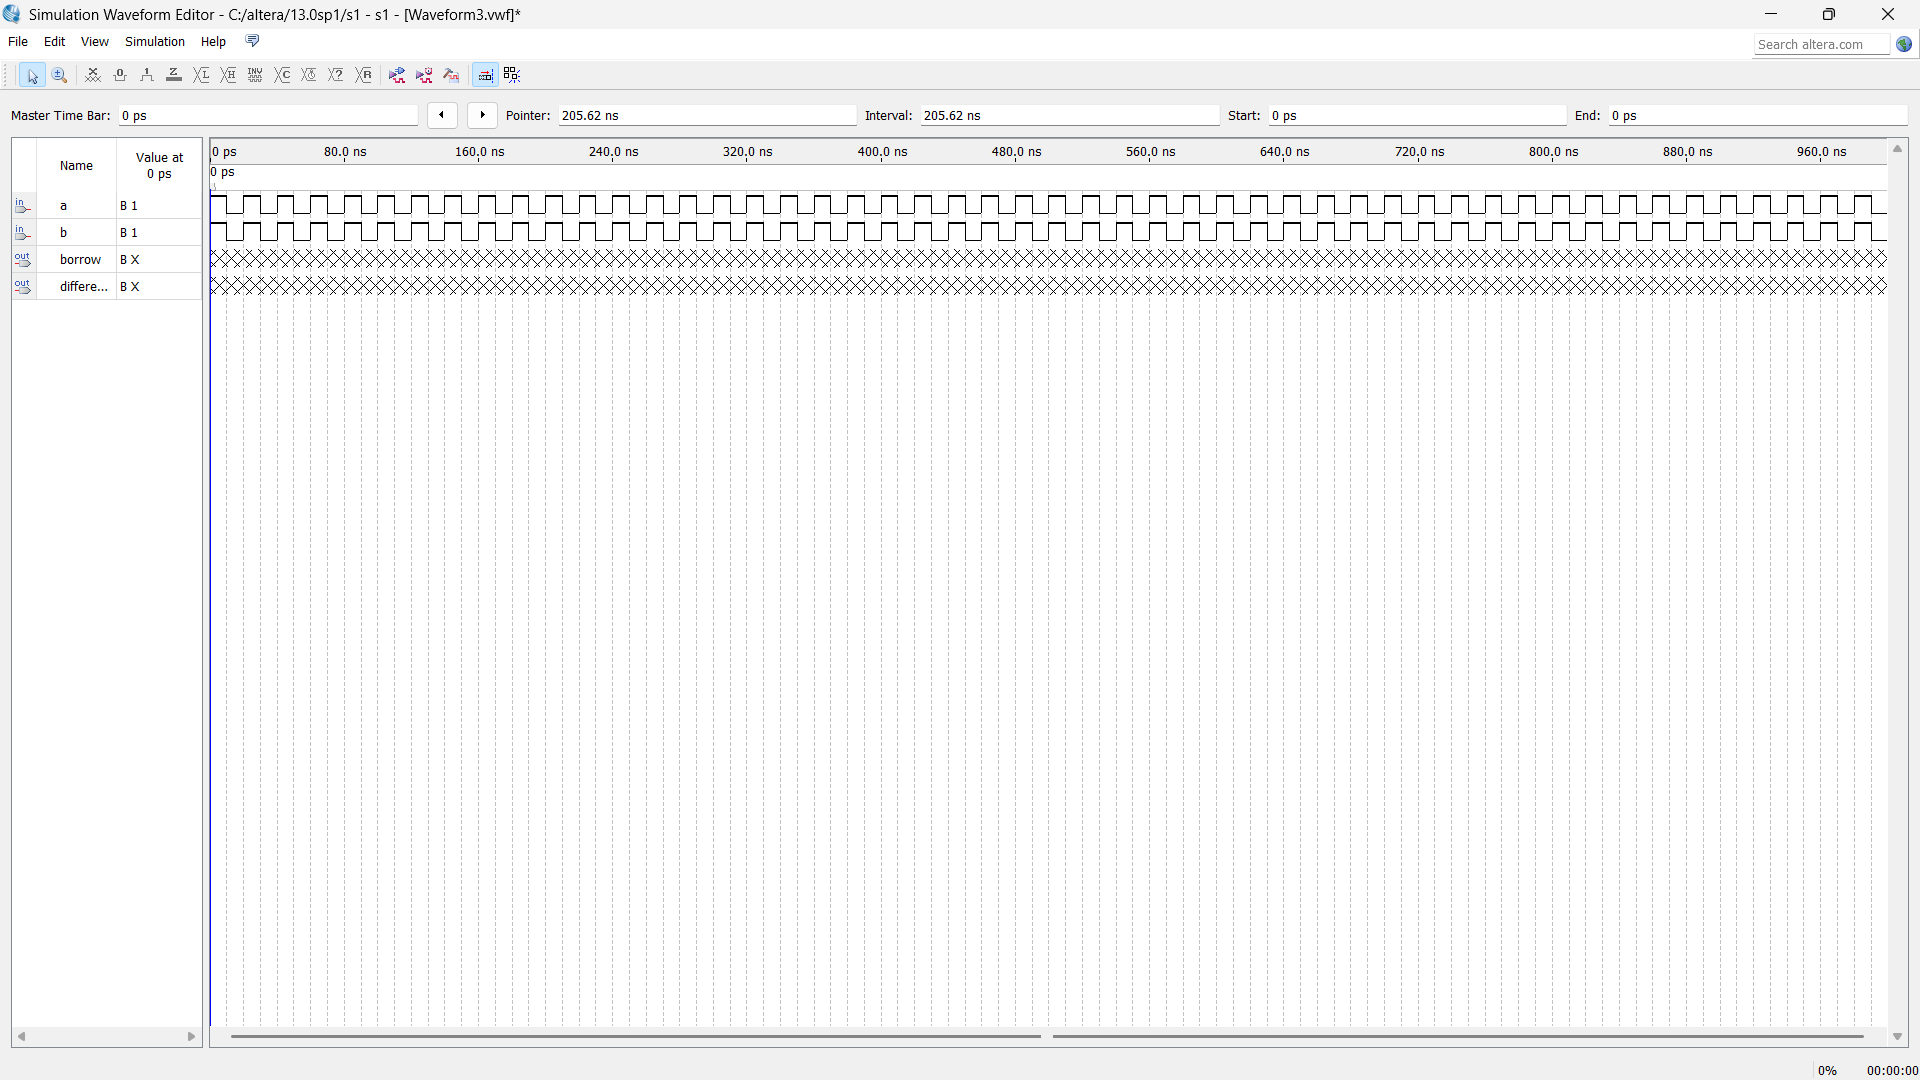 Simulation Waveform Editor - C:/altera/13.0sp1/s1 - s1 - [Waveform3.vwf]*
File Edit View Simulation Help
Search altera.com
Master Time Bar: 0 ps Pointer: 205.62 ns Interval: 205.62 ns Start: 0 ps End: 0 ps
Name Value at 0 ps
0 ps 80.0 ns 160.0 ns 240.0 ns 320.0 ns 400.0 ns 480.0 ns 560.0 ns 640.0 ns 720.0 ns 800.0 ns 880.0 ns 960.0 ns
0 ps
in a B 1
in b B 1
out borrow B X
out differe... B X
0% 00:00:00